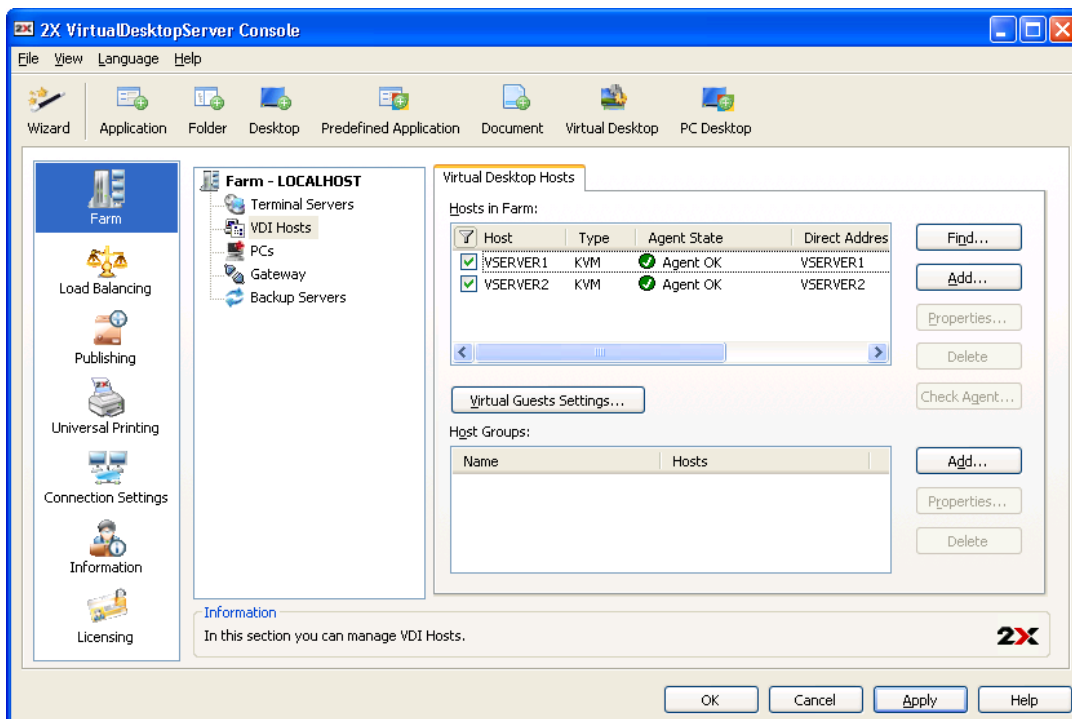 2X VirtualDesktopServer Console
File View Language Help
Wizard Application Folder Desktop Predefined Application Document Virtual Desktop PC Desktop
Farm
Load Balancing
Publishing
Universal Printing
Connection Settings
Information
Licensing
Farm - LOCALHOST
Terminal Servers
VDI Hosts
PCs
Gateway
Backup Servers
Virtual Desktop Hosts
Hosts in Farm:
Host Type Agent State Direct Addres
VSERVER1 KVM Agent OK VSERVER1
VSERVER2 KVM Agent OK VSERVER2
Find...
Add...
Properties...
Delete
Check Agent...
Virtual Guests Settings...
Host Groups:
Name Hosts
Add...
Properties...
Delete
Information
In this section you can manage VDI Hosts.
2X
OK Cancel Apply Help